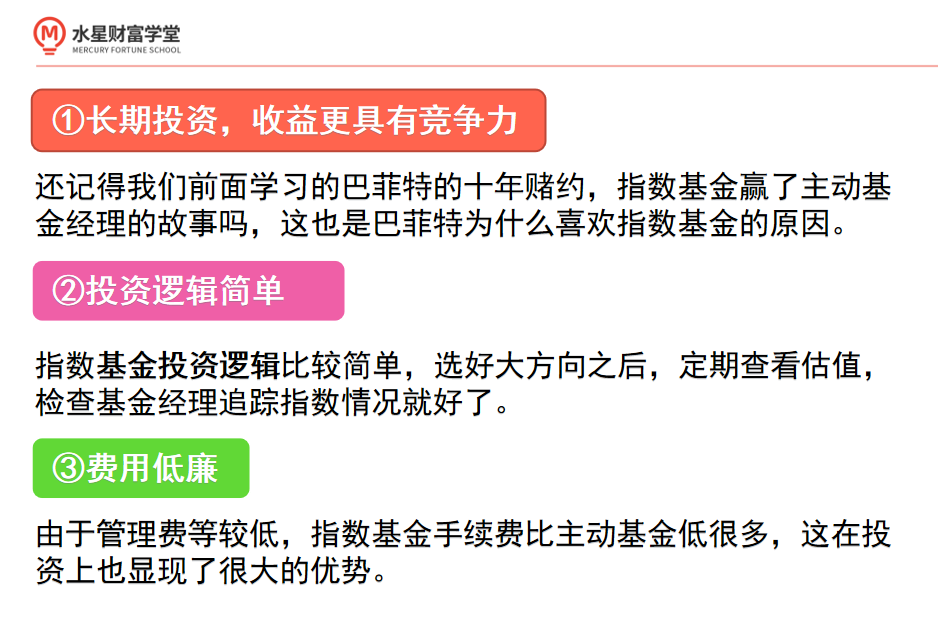 水星财富学堂
MERCURY FORTUNE SCHOOL
①长期投资，收益更具有竞争力
还记得我们前面学习的巴菲特的十年赌约，指数基金赢了主动基
金经理的故事吗，这也是巴菲特为什么喜欢指数基金的原因。
②投资逻辑简单
指数基金投资逻辑比较简单，选好大方向之后，定期查看估值，
检查基金经理追踪指数情况就好了。
③费用低廉
由于管理费等较低，指数基金手续费比主动基金低很多，这在投
资上也显现了很大的优势。